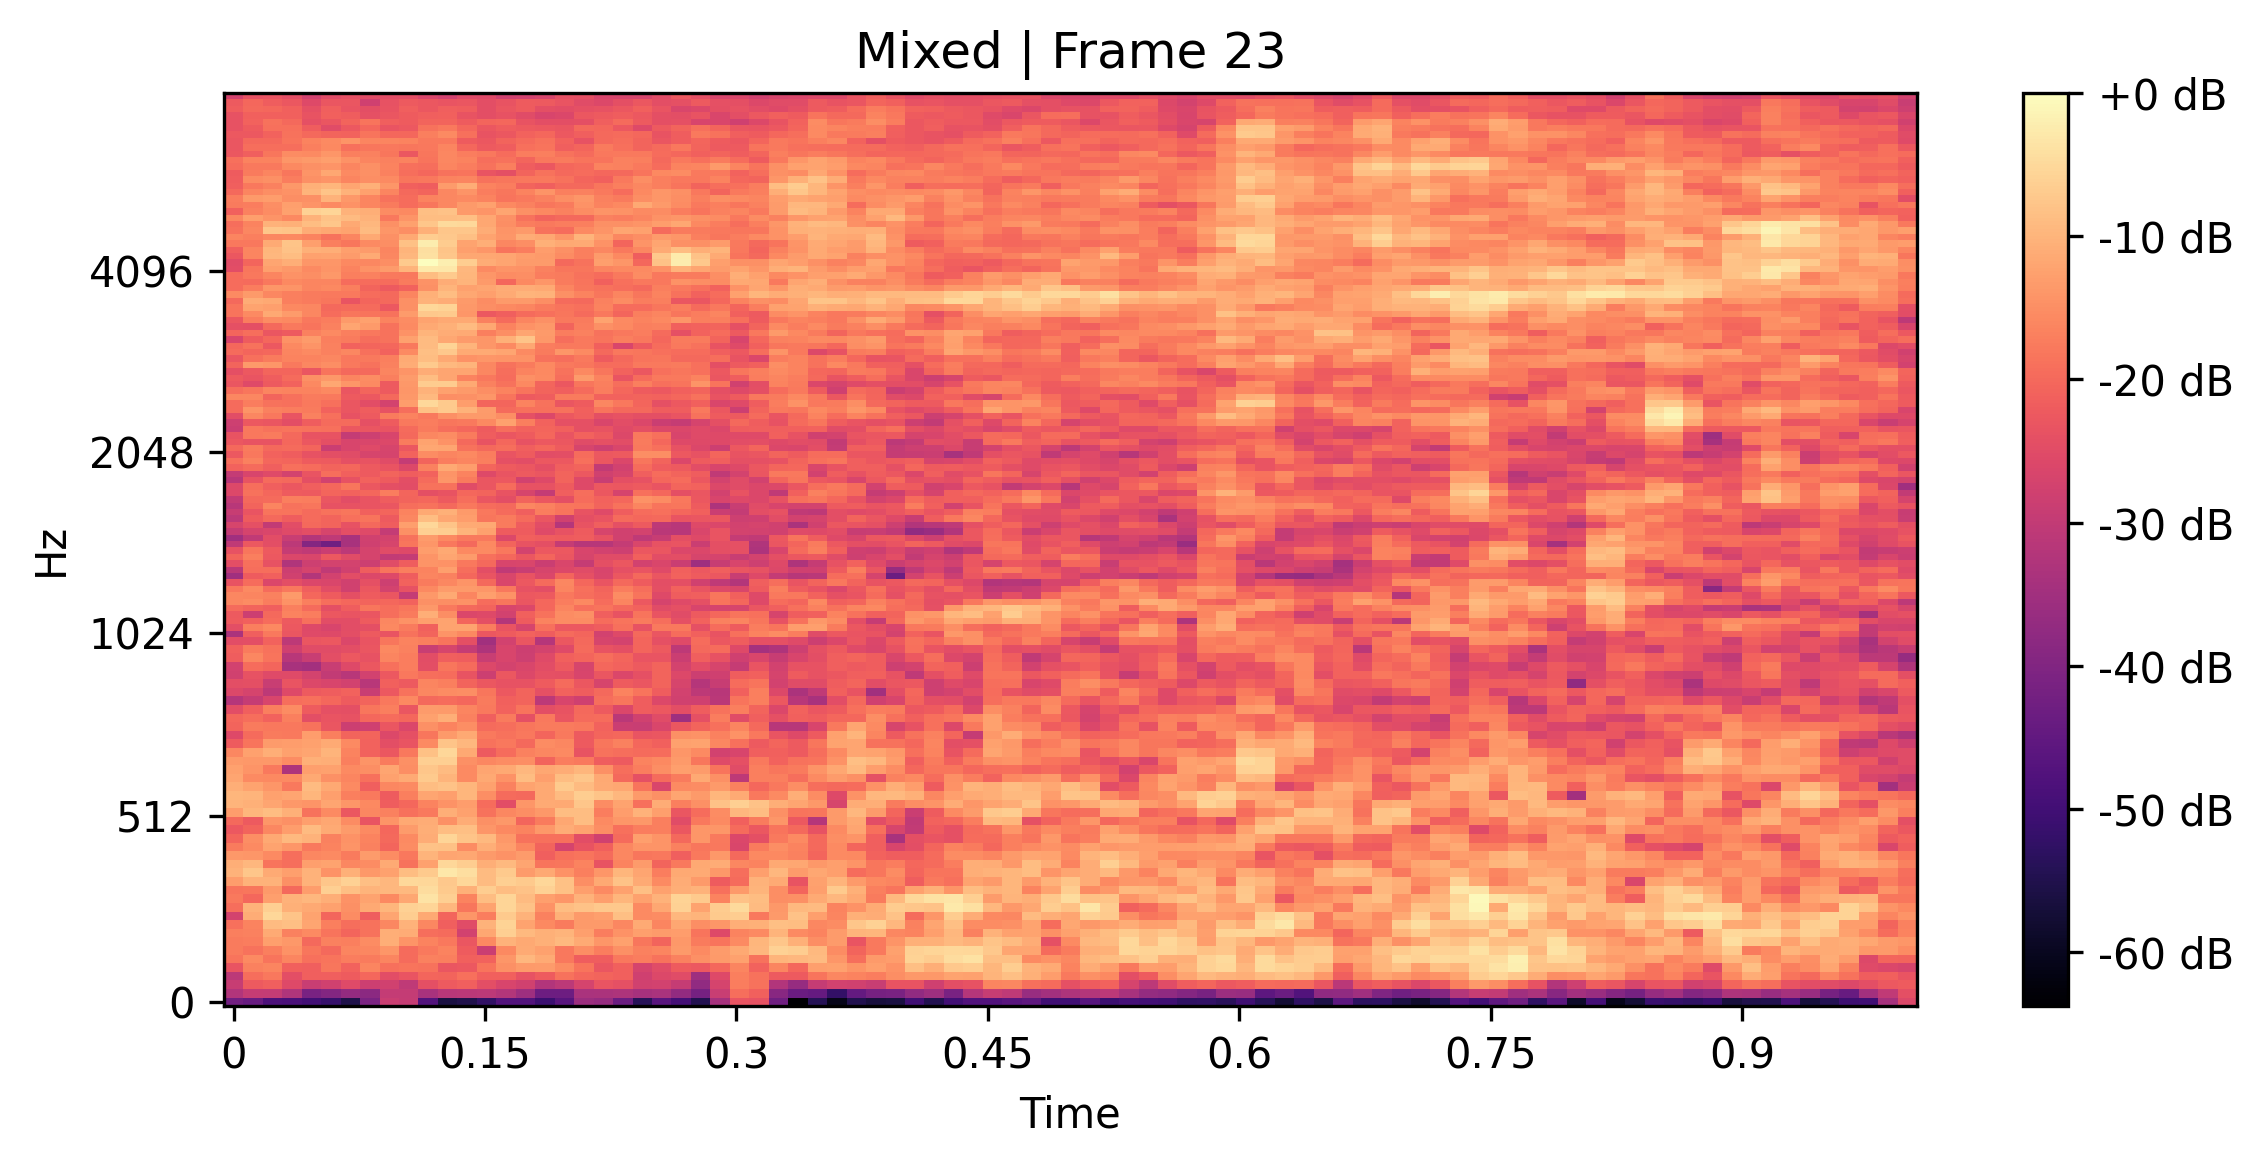 Mixed | Frame 23
+0 dB
-10 dB
-20 dB
-30 dB
-40 dB
-50 dB
-60 dB
Hz
4096
2048
1024
512
0
0 0.15 0.3 0.45 0.6 0.75 0.9
Time